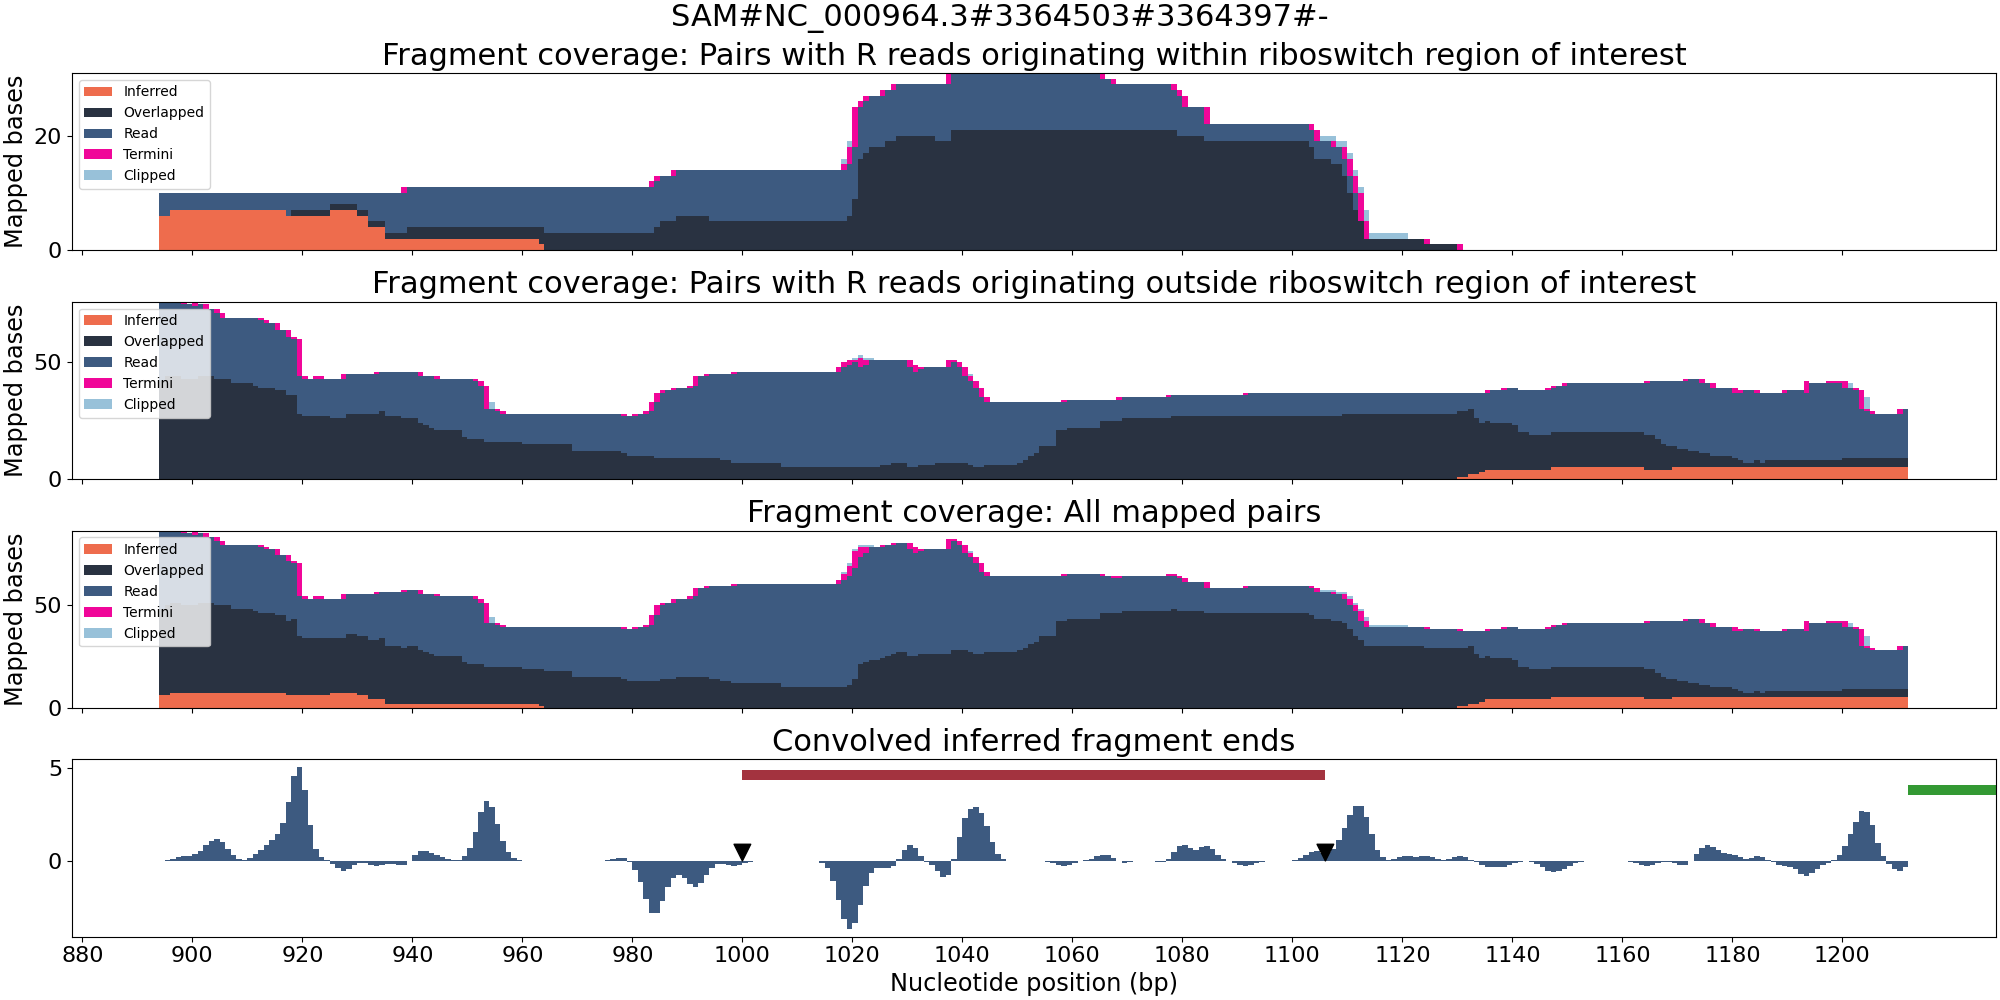 SAM#NC_000964.3#3364503#3364397#-
Fragment coverage: Pairs with R reads originating within riboswitch region of interest
Mapped bases
20
0
Inferred
Overlapped
Read
Termini
Clipped
Fragment coverage: Pairs with R reads originating outside riboswitch region of interest
Mapped bases
50
0
Inferred
Overlapped
Read
Termini
Clipped
Fragment coverage: All mapped pairs
Mapped bases
50
0
Inferred
Overlapped
Read
Termini
Clipped
Convolved inferred fragment ends
5
0
880 900 920 940 960 980 1000 1020 1040 1060 1080 1100 1120 1140 1160 1180 1200
Nucleotide position (bp)